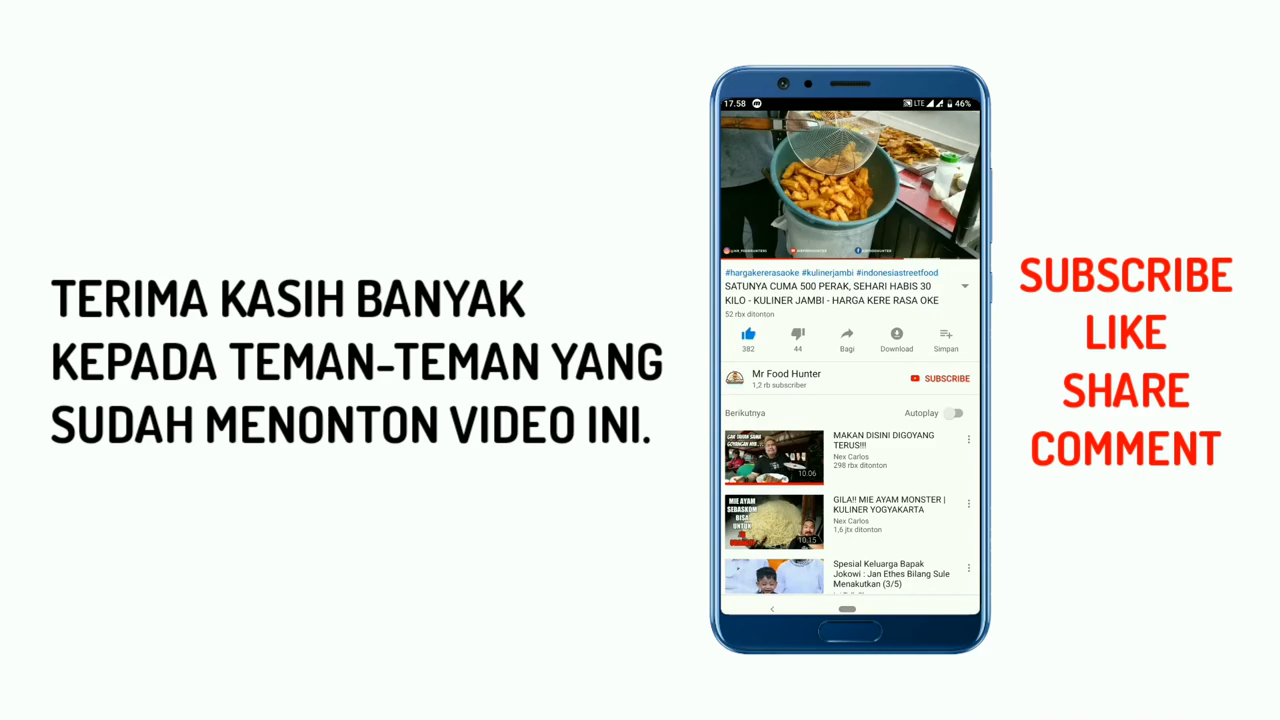 TERIMA KASIH BANYAK
KEPADA TEMAN-TEMAN YANG
SUDAH MENONTON VIDEO INI.
17.58
LTE 46%
#hargakererasaoke #kulinerjambi #indonesiastreetfood
SATUNYA CUMA 500 PERAK, SEHARI HABIS 30
KILO - KULINER JAMBI - HARGA KERE RASA OKE
52 rbx ditonton
382 44 Bagi Download Simpan
Mr Food Hunter
1,2 rb subscriber
SUBSCRIBE
Berikutnya Autoplay
MAKAN DISINI DIGOYANG
TERUS!!!
Nex Carlos
298 rbx ditonton
10.06
MIE AYAM
SEBASKOM
BISA
UNTUK
10.15
GILA!! MIE AYAM MONSTER |
KULINER YOGYAKARTA
Nex Carlos
1,6 jtx ditonton
Spesial Keluarga Bapak
Jokowi : Jan Ethes Bilang Sule
Menakutkan (3/5)
SUBSCRIBE
LIKE
SHARE
COMMENT